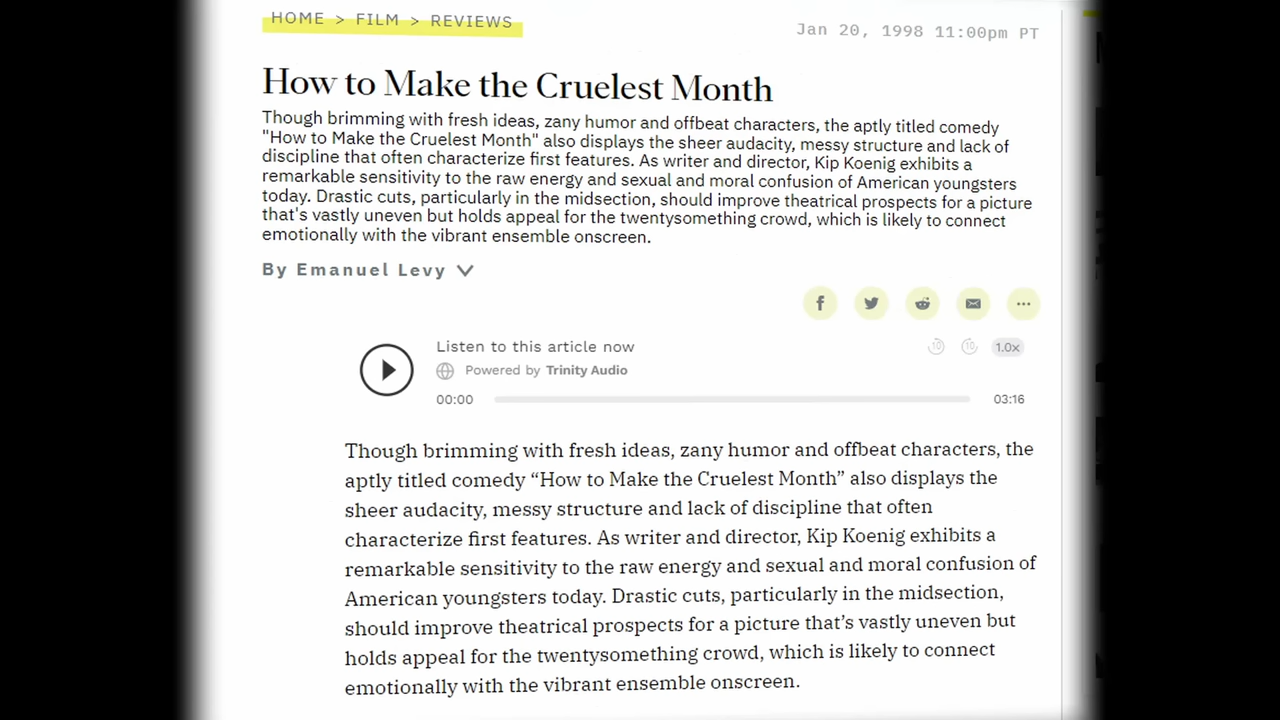 HOME > FILM > REVIEWS
Jan 20, 1998 11:00pm PT
How to Make the Cruelest Month
Though brimming with fresh ideas, zany humor and offbeat characters, the aptly titled comedy
"How to Make the Cruelest Month" also displays the sheer audacity, messy structure and lack of
discipline that often characterize first features. As writer and director, Kip Koenig exhibits a
remarkable sensitivity to the raw energy and sexual and moral confusion of American youngsters
today. Drastic cuts, particularly in the midsection, should improve theatrical prospects for a picture
that's vastly uneven but holds appeal for the twentysomething crowd, which is likely to connect
emotionally with the vibrant ensemble onscreen.
By Emanuel Levy
Listen to this article now
10 10 1.0x
Powered by Trinity Audio
00:00 03:16
Though brimming with fresh ideas, zany humor and offbeat characters, the
aptly titled comedy “How to Make the Cruelest Month” also displays the
sheer audacity, messy structure and lack of discipline that often
characterize first features. As writer and director, Kip Koenig exhibits a
remarkable sensitivity to the raw energy and sexual and moral confusion of
American youngsters today. Drastic cuts, particularly in the midsection,
should improve theatrical prospects for a picture that’s vastly uneven but
holds appeal for the twentysomething crowd, which is likely to connect
emotionally with the vibrant ensemble onscreen.